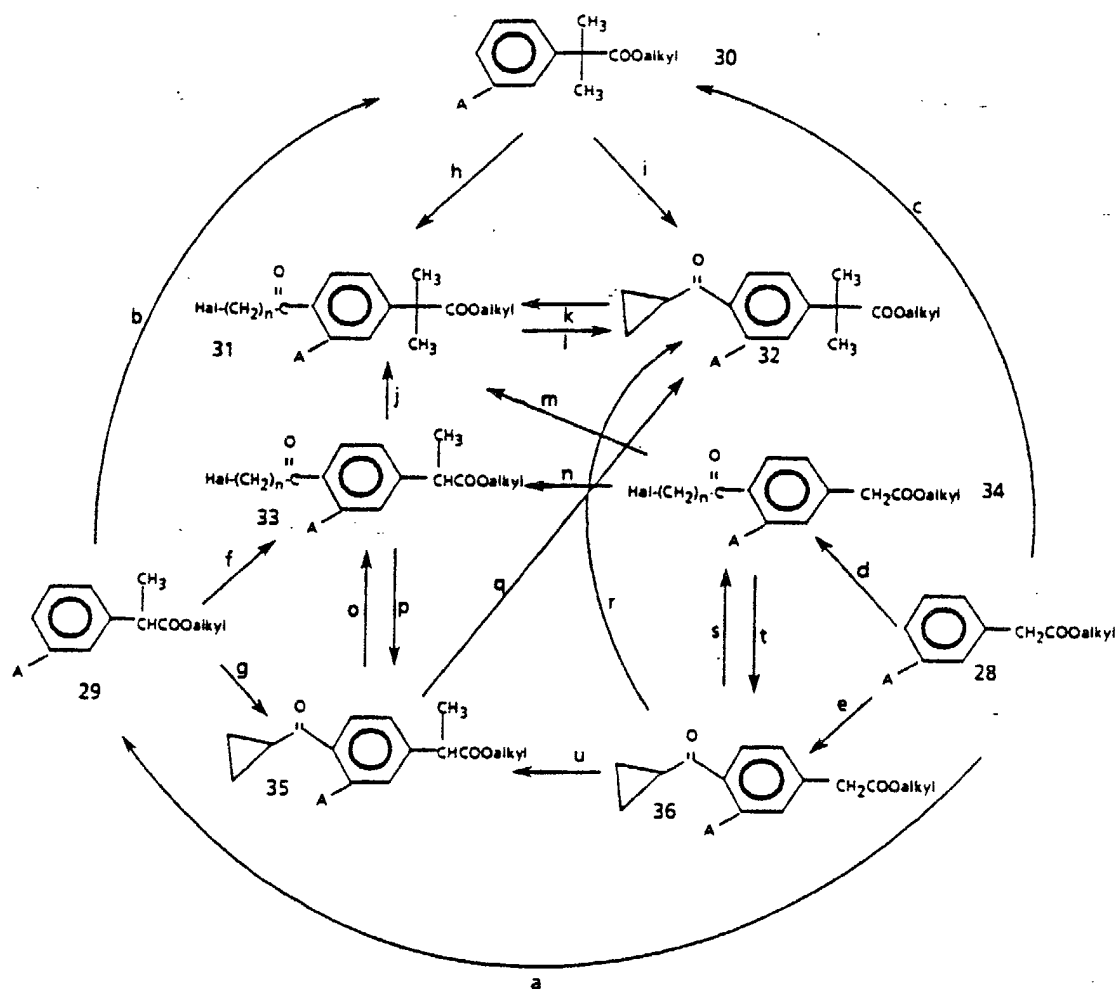 CH3
COOalkyl 30
A CH3
h i
c
b
O O
Hal-(CH2)n-C CH3 COOalkyl k CH3 COOalkyl
31 A CH3 l A 32 CH3
j m
O CH3 O
Hal-(CH2)n-C CHCOOalkyl n Hal-(CH2)n-C CH2COOalkyl 34
33 A A
f q d
CH3 o p r s t
CHCOOalkyl CH2COOalkyl
A 29 g A 28
e
O CH3 O
CHCOOalkyl u CH2COOalkyl
35 A 36 A
a